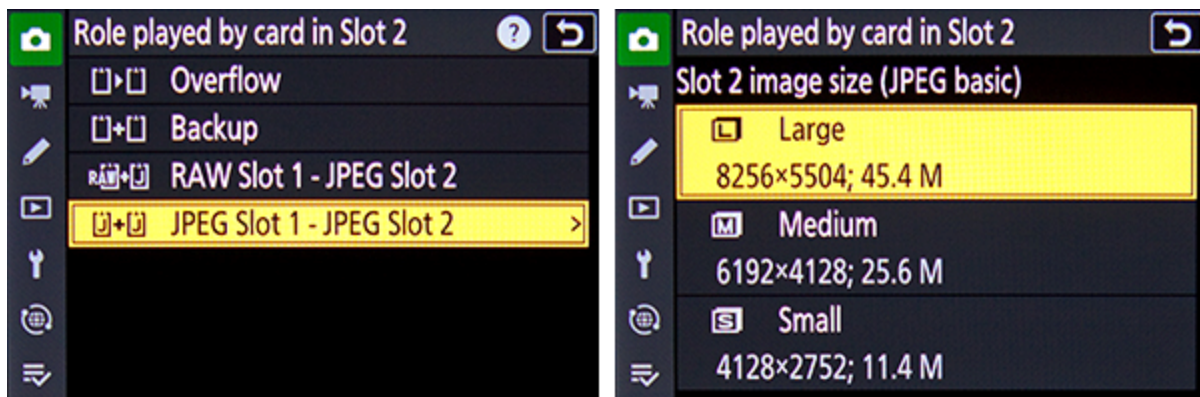 Role played by card in Slot 2 ?
Overflow
Backup
RAW+J RAW Slot 1 - JPEG Slot 2
J+J JPEG Slot 1 - JPEG Slot 2 >
Role played by card in Slot 2
Slot 2 image size (JPEG basic)
L Large
8256×5504; 45.4 M
M Medium
6192×4128; 25.6 M
S Small
4128×2752; 11.4 M